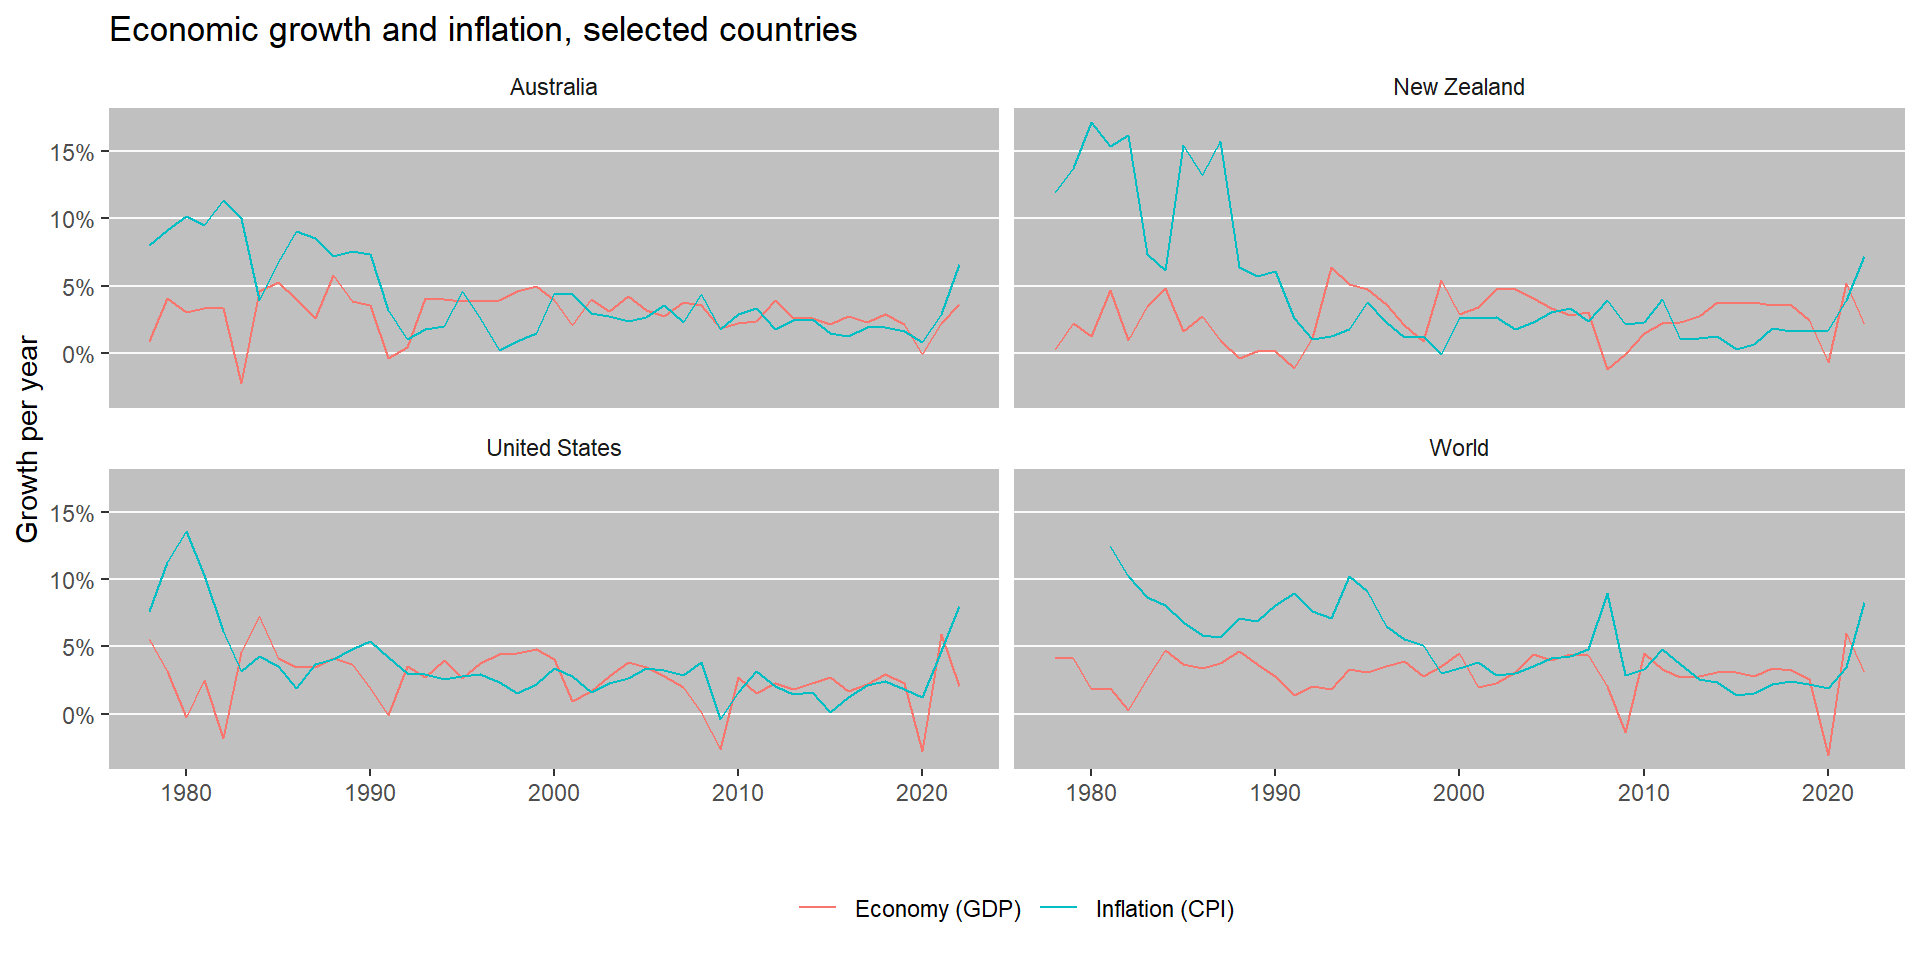 Economic growth and inflation, selected countries
Australia
New Zealand
15%
10%
5%
0%
Growth per year
United States
World
15%
10%
5%
0%
1980 1990 2000 2010 2020
1980 1990 2000 2010 2020
Economy (GDP) Inflation (CPI)